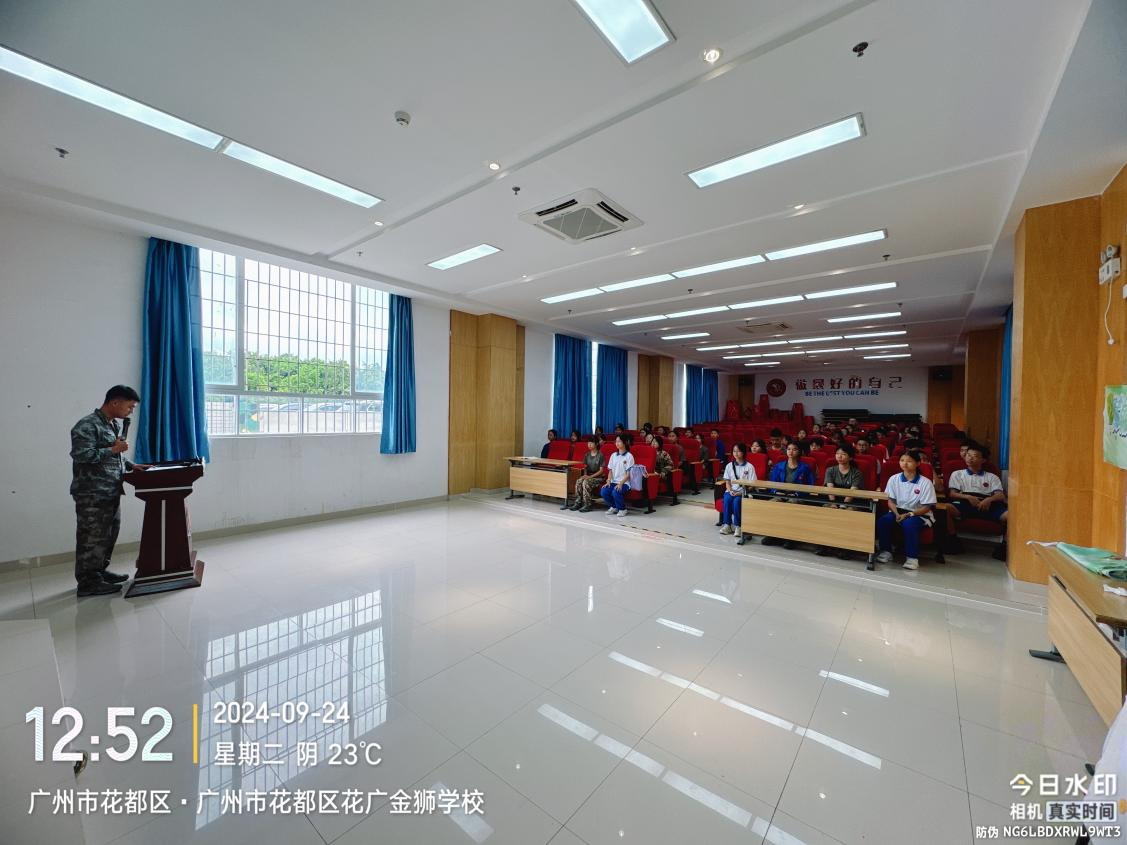 做最好的自己
BE THE BEST YOU CAN BE
12:52
2024-09-24
星期二 阴 23℃
广州市花都区·广州市花都区花广金狮学校
今日水印
相机 真实时间
防伪 NG6LBDXRWL9WT3